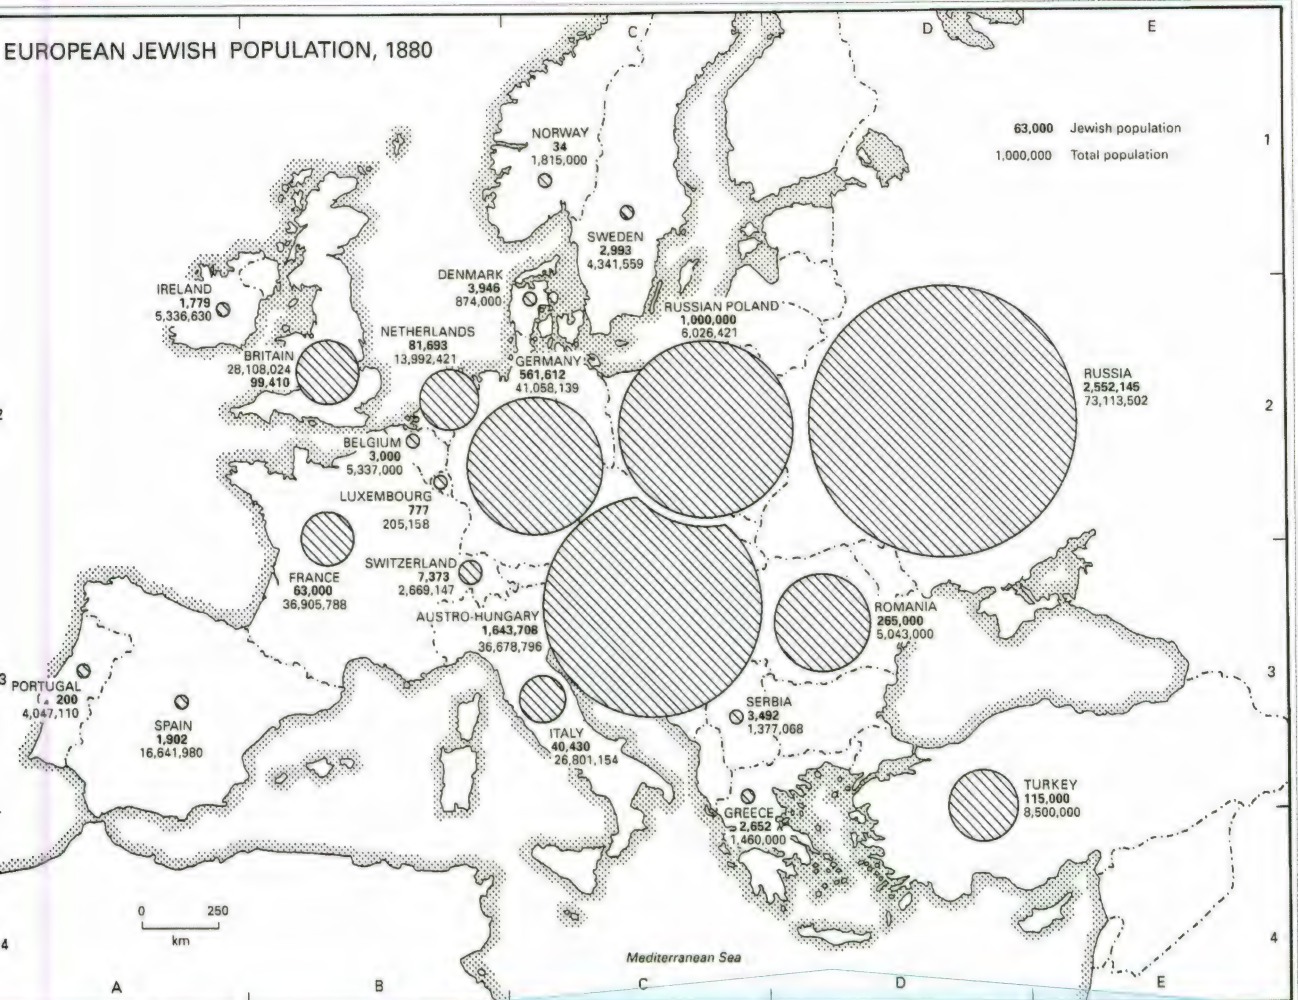 C
D
E
EUROPEAN JEWISH POPULATION, 1880
63,000 Jewish population
1,000,000 Total population
1
NORWAY
34
1,815,000
SWEDEN
2,993
4,341,559
DENMARK
3,946
874,000
IRELAND
1,779
5,336,630
NETHERLANDS
81,693
13,992,421
RUSSIAN POLAND
1,000,000
6,026,421
BRITAIN
28,108,024
99,410
GERMANY
561,612
41,058,139
RUSSIA
2,552,145
73,113,502
2
2
BELGIUM
3,000
5,337,000
LUXEMBOURG
777
205,158
SWITZERLAND
7,373
2,669,147
FRANCE
63,000
36,905,788
AUSTRO-HUNGARY
1,643,708
36,678,796
ROMANIA
265,000
5,043,000
3
3
PORTUGAL
200
4,047,110
SPAIN
1,902
16,641,980
SERBIA
3,492
1,377,068
ITALY
40,430
26,801,154
TURKEY
115,000
8,500,000
GREECE
2,652
1,460,000
0 250
km
4
4
Mediterranean Sea
A
B
C
D
E